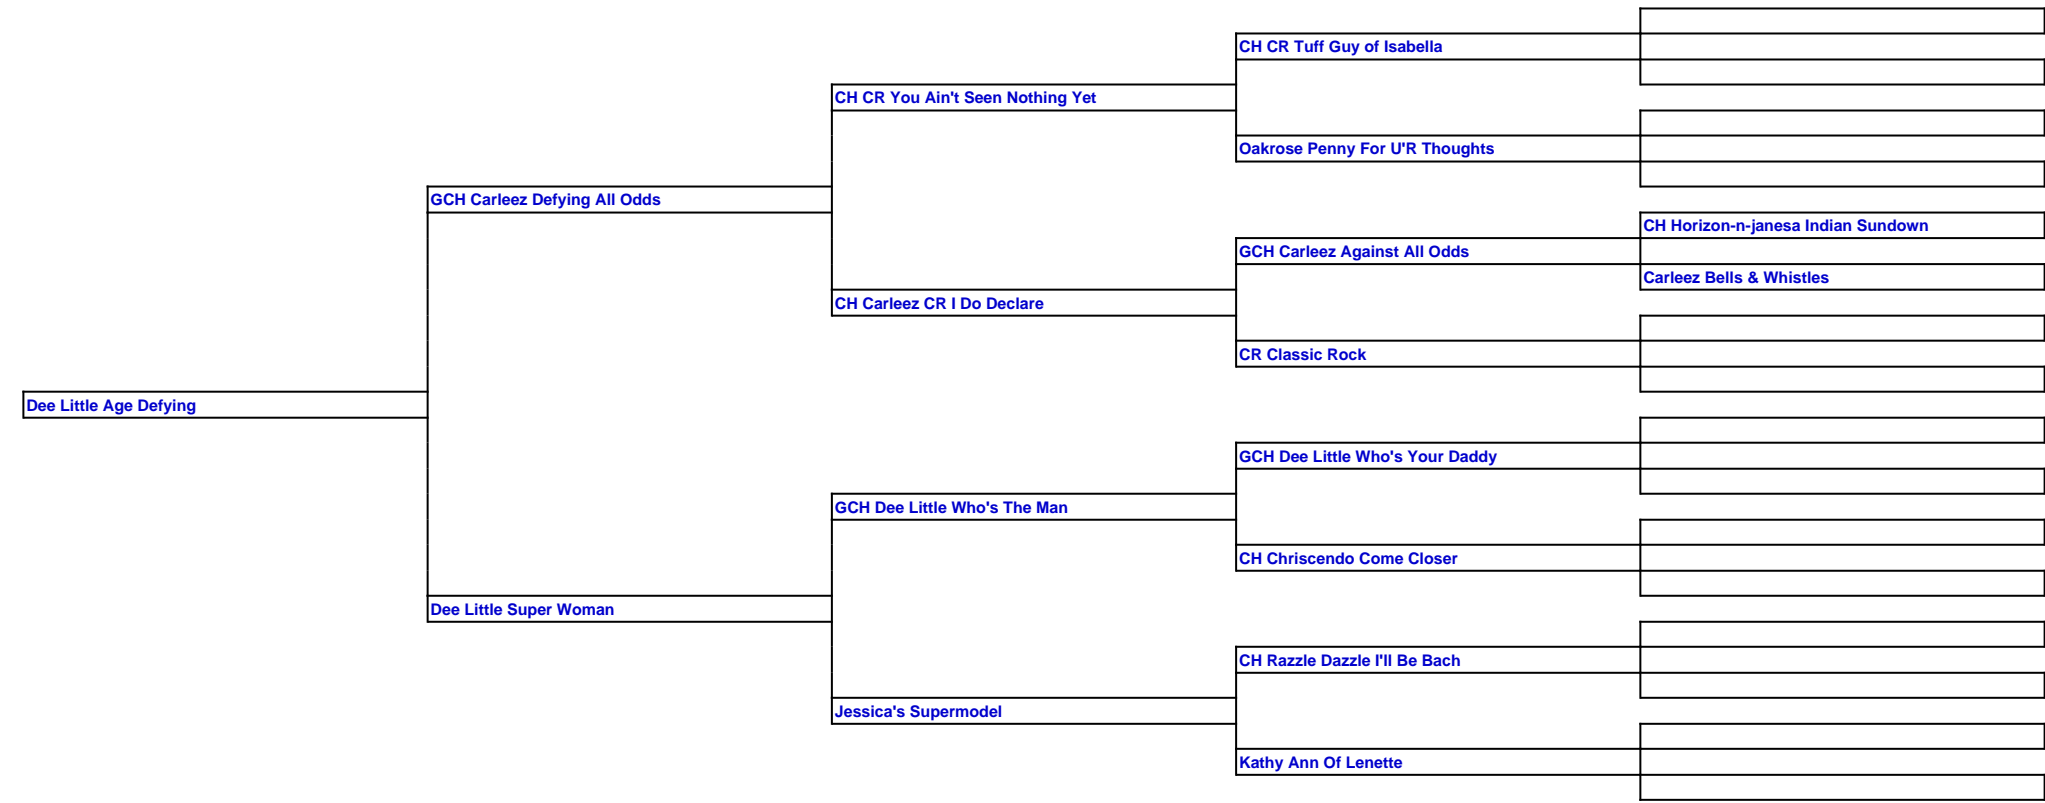 CH CR Tuff Guy of Isabella
CH CR You Ain't Seen Nothing Yet
Oakrose Penny For U'R Thoughts
GCH Carleez Defying All Odds
CH Horizon-n-janesa Indian Sundown
GCH Carleez Against All Odds
Carleez Bells & Whistles
CH Carleez CR I Do Declare
CR Classic Rock
Dee Little Age Defying
GCH Dee Little Who's Your Daddy
GCH Dee Little Who's The Man
CH Chriscendo Come Closer
Dee Little Super Woman
CH Razzle Dazzle I'll Be Bach
Jessica's Supermodel
Kathy Ann Of Lenette